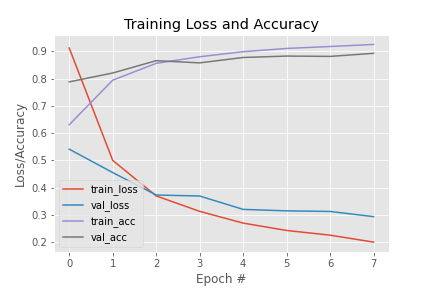 Training Loss and Accuracy
Loss/Accuracy
0.9
0.8
0.7
0.6
0.5
0.4
0.3
0.2
train_loss
val_loss
train_acc
val_acc
0 1 2 3 4 5 6 7
Epoch #